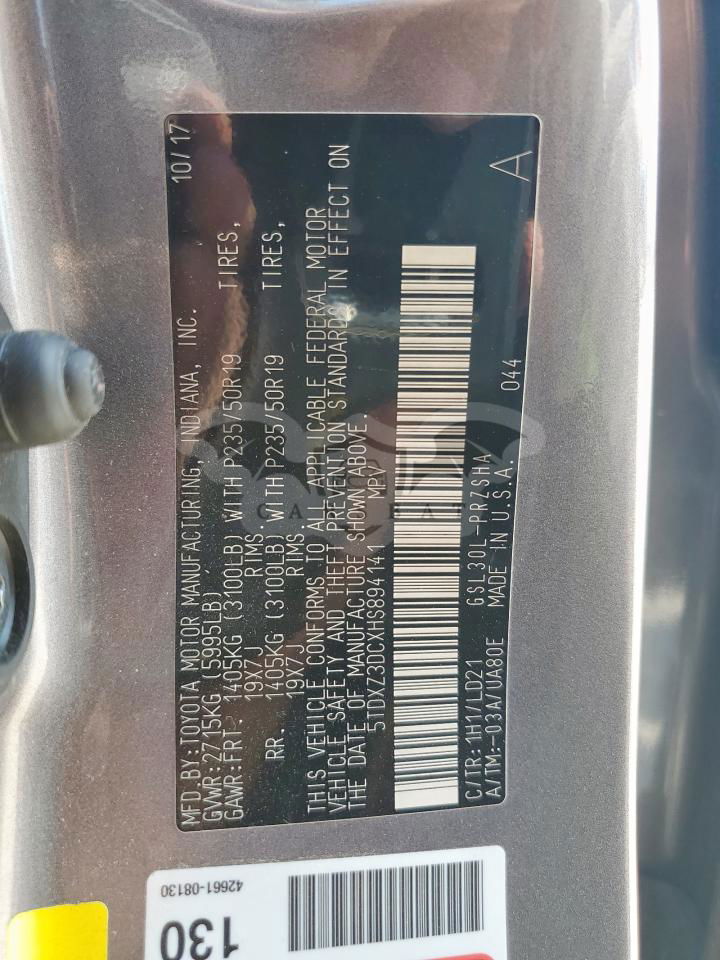 MFD.BY:TOYOTA MOTOR MANUFACTURING, INDIANA, INC. 10/17
GVWR:2715KG (5995LB)
GAWR:FRT. 1405KG (3100LB) WITH P235/50R19 TIRES,
19X7J RIMS.
RR. 1405KG (3100LB) WITH P235/50R19 TIRES,
19X7J RIMS.
THIS VEHICLE CONFORMS TO ALL APPLICABLE FEDERAL MOTOR
VEHICLE SAFETY AND THEFT PREVENTION STANDARDS IN EFFECT ON
THE DATE OF MANUFACTURE SHOWN ABOVE.
5TDXZ3DCXHS894141 MPV
A
C/TR:1H1/LD21 GSL30L-PRZSHA 044
A/TM:-03A/UA80E MADE IN U.S.A.
42661-08130
130